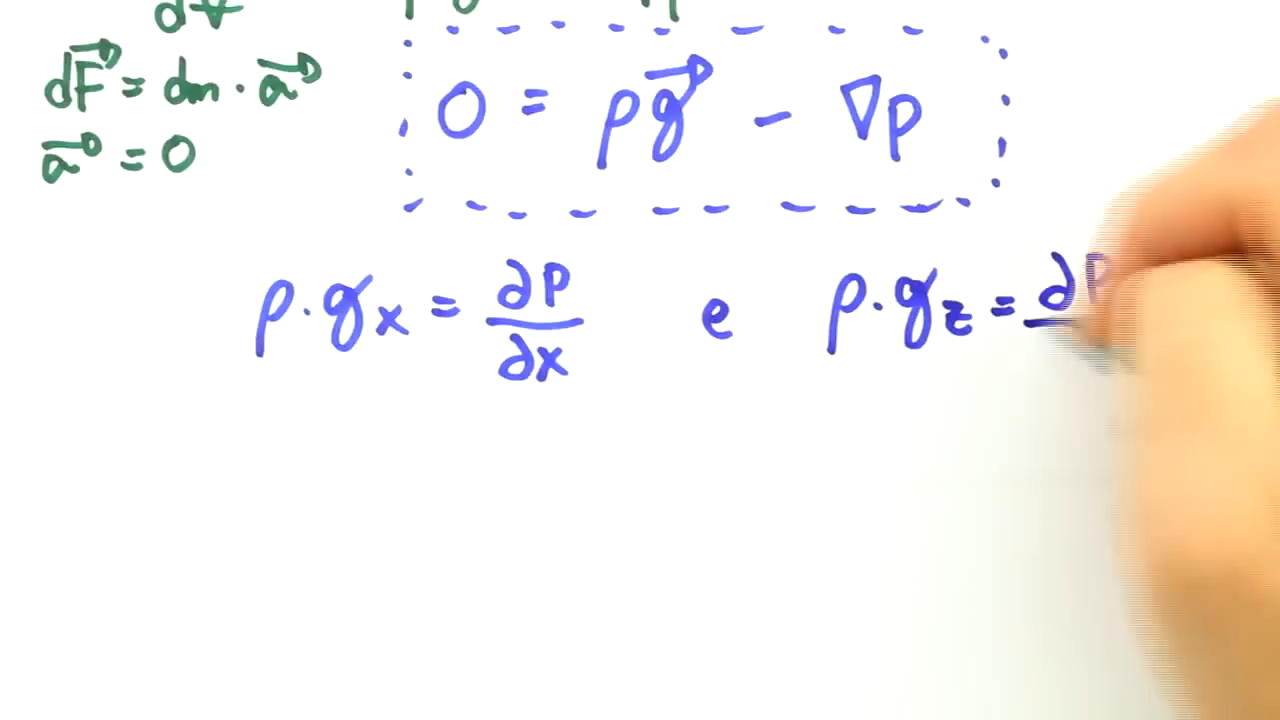 d∀
dF⃗ = dm · a⃗
a⃗ = 0
0 = ρg⃗ - ∇p
ρ·gx = ∂P/∂x e ρ·gz = ∂P